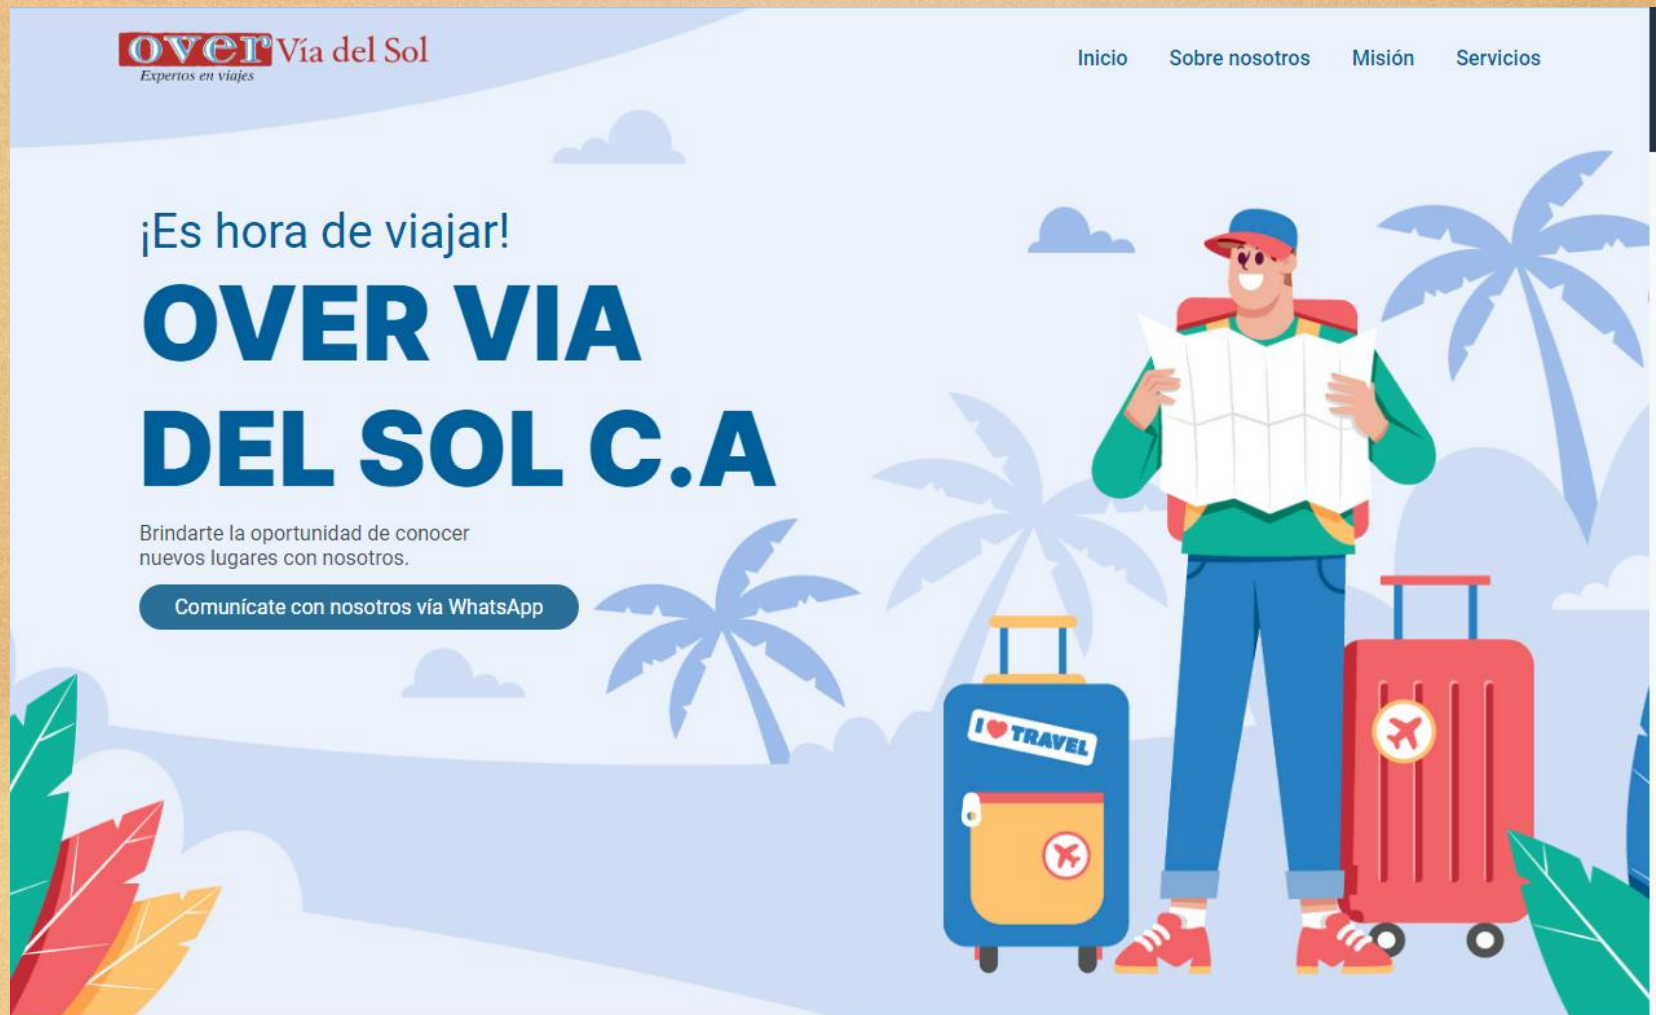 over Vía del Sol
Expertos en viajes
Inicio Sobre nosotros Misión Servicios
¡Es hora de viajar!
OVER VIA
DEL SOL C.A
Brindarte la oportunidad de conocer
nuevos lugares con nosotros.
Comunícate con nosotros vía WhatsApp
I ❤ TRAVEL